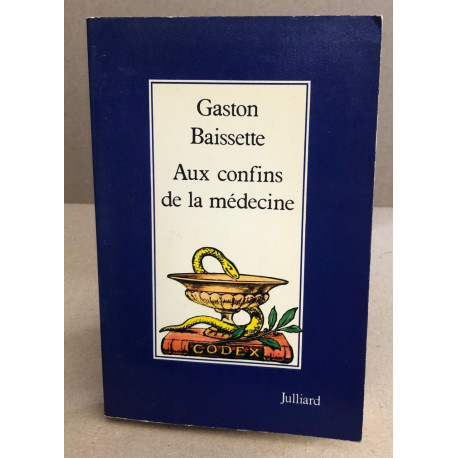 Gaston
Baissette
Aux confins
de la médecine
CODEX
Julliard